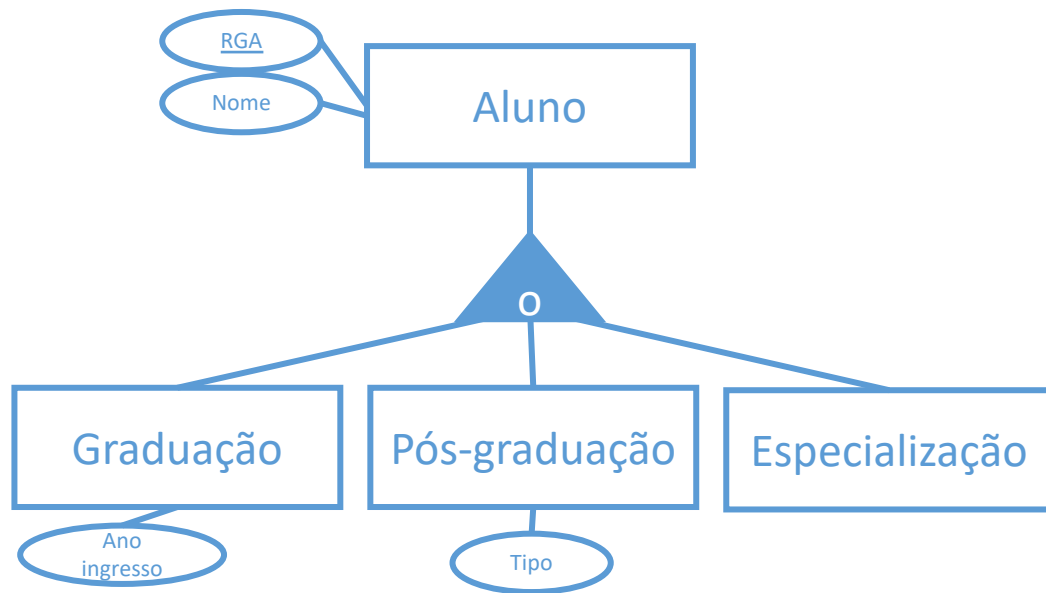 RGA
Nome
Aluno
O
Graduação
Pós-graduação
Especialização
Ano
ingresso
Tipo